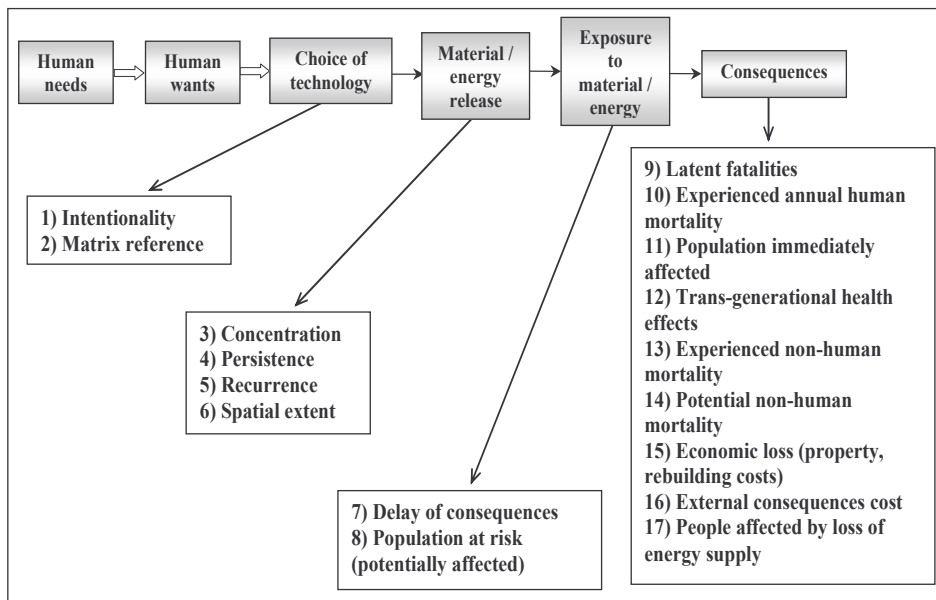 Human
needs
Human
wants
Choice of
technology
Material /
energy
release
Exposure
to
material /
energy
Consequences
1) Intentionality
2) Matrix reference
3) Concentration
4) Persistence
5) Recurrence
6) Spatial extent
7) Delay of consequences
8) Population at risk
(potentially affected)
9) Latent fatalities
10) Experienced annual human
mortality
11) Population immediately
affected
12) Trans-generational health
effects
13) Experienced non-human
mortality
14) Potential non-human
mortality
15) Economic loss (property,
rebuilding costs)
16) External consequences cost
17) People affected by loss of
energy supply